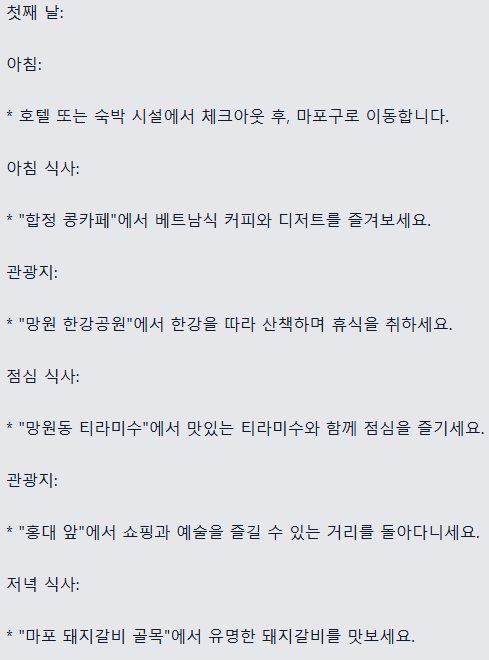 첫째 날:
아침:
* 호텔 또는 숙박 시설에서 체크아웃 후, 마포구로 이동합니다.
아침 식사:
* "합정 콩카페"에서 베트남식 커피와 디저트를 즐겨보세요.
관광지:
* "망원 한강공원"에서 한강을 따라 산책하며 휴식을 취하세요.
점심 식사:
* "망원동 티라미수"에서 맛있는 티라미수와 함께 점심을 즐기세요.
관광지:
* "홍대 앞"에서 쇼핑과 예술을 즐길 수 있는 거리를 돌아다니세요.
저녁 식사:
* "마포 돼지갈비 골목"에서 유명한 돼지갈비를 맛보세요.